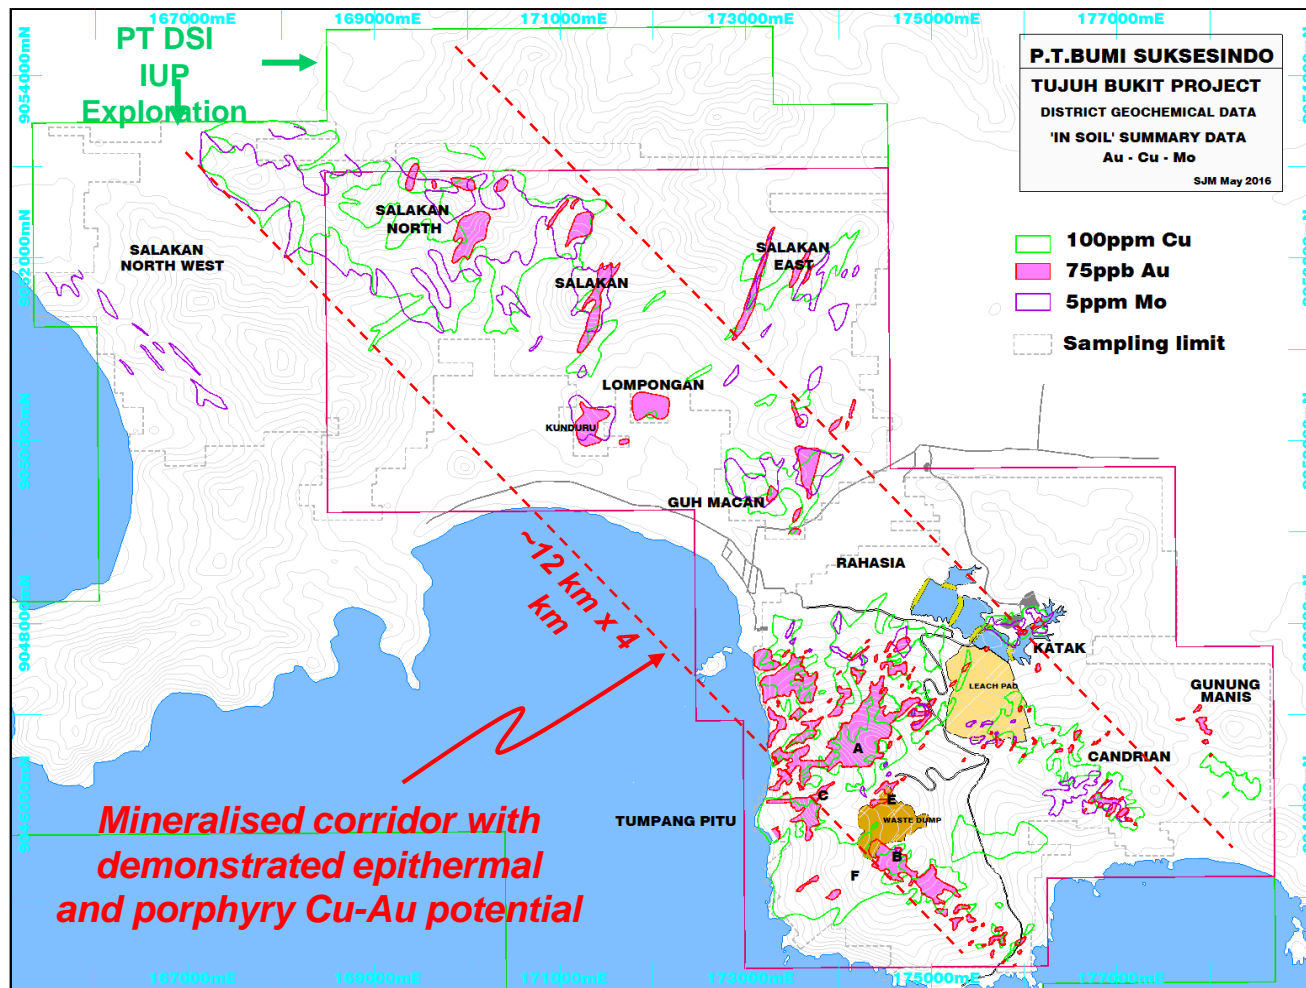 167000mE
169000mE
171000mE
173000mE
175000mE
177000mE
PT DSI
IUP
Exploration
9054000mN
P.T.BUMI SUKSESINDO
TUJUH BUKIT PROJECT
DISTRICT GEOCHEMICAL DATA
'IN SOIL' SUMMARY DATA
Au - Cu - Mo
SJM May 2016
100ppm Cu
75ppb Au
5ppm Mo
Sampling limit
SALAKAN
NORTH
SALAKAN
NORTH WEST
SALAKAN
EAST
SALAKAN
9052000mN
LOMPONGAN
KUNDURU
9050000mN
GUH MACAN
RAHASIA
~12 km x 4
km
9048000mN
KATAK
GUNUNG
MANIS
LEACH PAD
A
CANDRIAN
C
E
TUMPANG PITU
WASTE DUMP
9046000mN
B
F
Mineralised corridor with
demonstrated epithermal
and porphyry Cu-Au potential
167000mE
169000mE
171000mE
173000mE
175000mE
177000mE